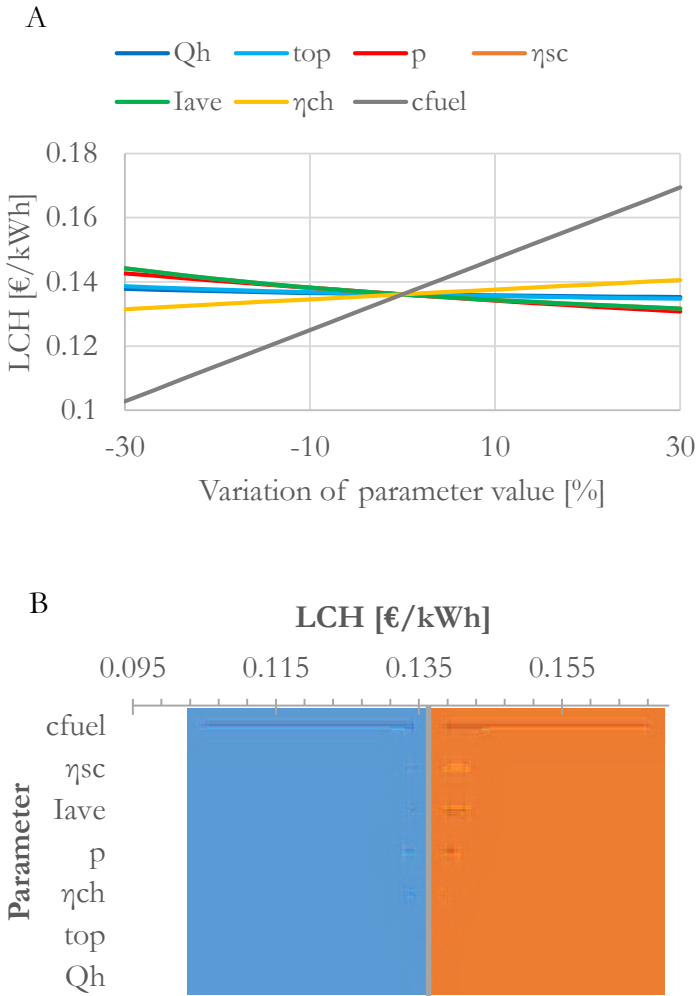 A
Qh top p ηsc
Iave ηch cfuel
0.18
0.16
0.14
0.12
0.1
LCH [€/kWh]
-30 -10 10 30
Variation of parameter value [%]
B
LCH [€/kWh]
0.095 0.115 0.135 0.155
Parameter
cfuel
ηsc
Iave
p
ηch
top
Qh